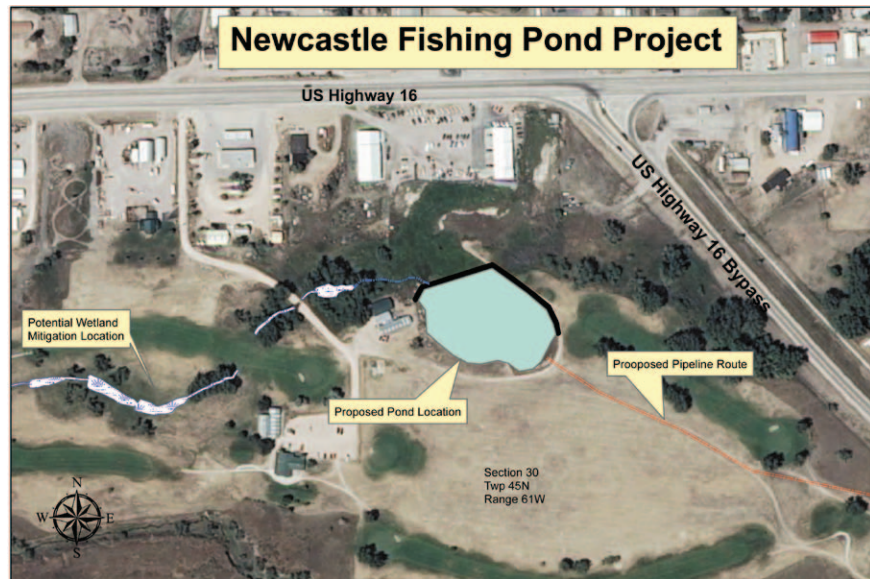 Newcastle Fishing Pond Project
US Highway 16
US Highway 16 Bypass
Potential Wetland
Mitigation Location
Prooposed Pipeline Route
Proposed Pond Location
Section 30
Twp 45N
Range 61W
N
W
E
S